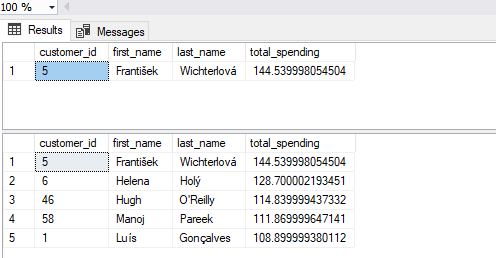 100 %
Results Messages
customer_id first_name last_name total_spending
1 5 František Wichterlová 144.539998054504
customer_id first_name last_name total_spending
1 5 František Wichterlová 144.539998054504
2 6 Helena Holý 128.700002193451
3 46 Hugh O'Reilly 114.839999437332
4 58 Manoj Pareek 111.869999647141
5 1 Luís Gonçalves 108.899999380112